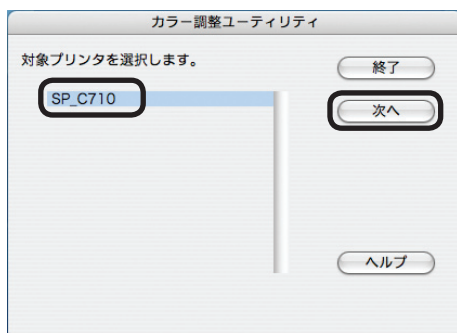 カラー調整ユーティリティ
対象プリンタを選択します。
SP_C710
終了
次へ
ヘルプ